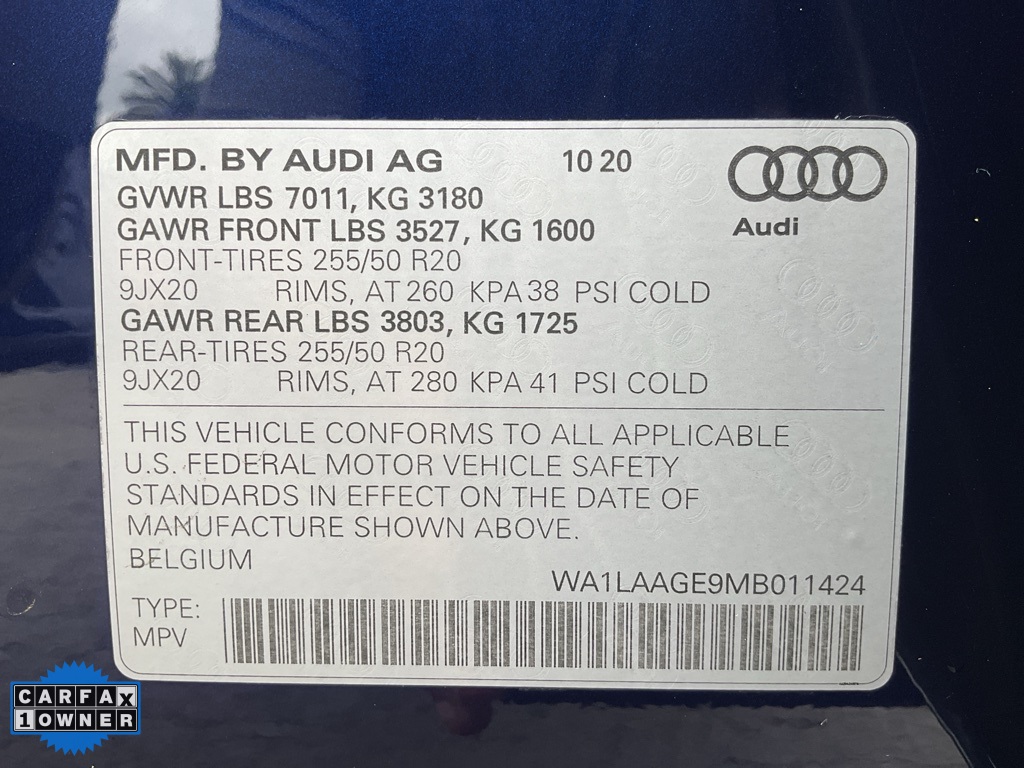 MFD. BY AUDI AG 10 20
Audi
GVWR LBS 7011, KG 3180
GAWR FRONT LBS 3527, KG 1600
FRONT-TIRES 255/50 R20
9JX20 RIMS, AT 260 KPA 38 PSI COLD
GAWR REAR LBS 3803, KG 1725
REAR-TIRES 255/50 R20
9JX20 RIMS, AT 280 KPA 41 PSI COLD
THIS VEHICLE CONFORMS TO ALL APPLICABLE
U.S. FEDERAL MOTOR VEHICLE SAFETY
STANDARDS IN EFFECT ON THE DATE OF
MANUFACTURE SHOWN ABOVE.
BELGIUM
WA1LAAGE9MB011424
TYPE:
MPV
CARFAX
1 OWNER